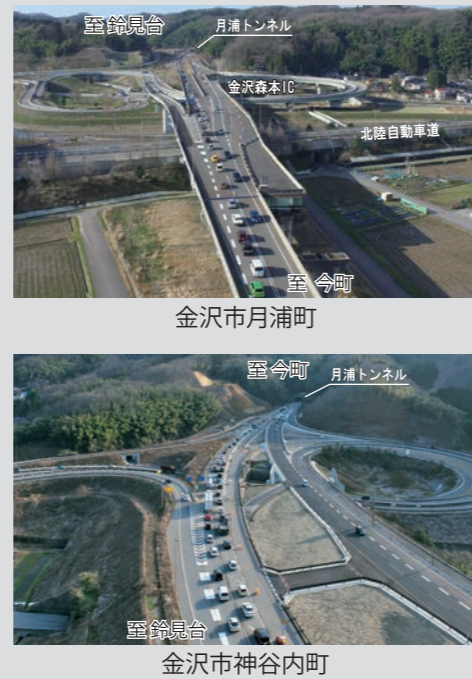 至 鈴見台
月浦トンネル
金沢森本IC
北陸自動車道
至 今町
金沢市月浦町
至 今町
月浦トンネル
至 鈴見台
金沢市神谷内町